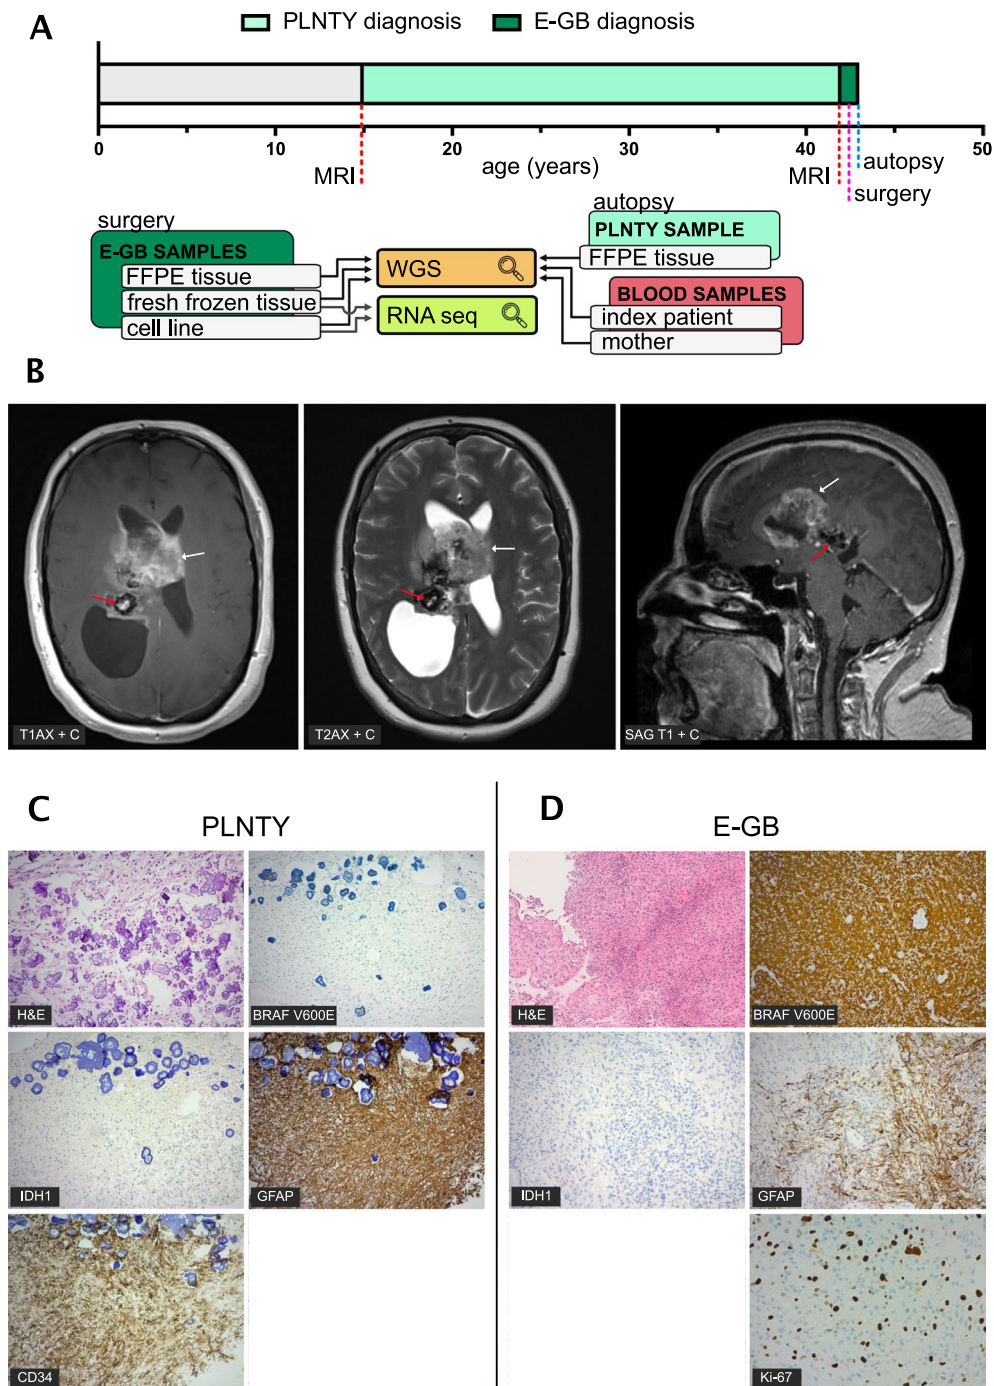 A
PLNTY diagnosis
E-GB diagnosis
0
10
20
30
40
50
age (years)
MRI
MRI
autopsy
surgery
surgery
E-GB SAMPLES
FFPE tissue
fresh frozen tissue
cell line
WGS
RNA seq
autopsy
PLNTY SAMPLE
FFPE tissue
BLOOD SAMPLES
index patient
mother
B
T1AX + C
T2AX + C
SAG T1 + C
C
PLNTY
H&E
BRAF V600E
IDH1
GFAP
CD34
D
E-GB
H&E
BRAF V600E
IDH1
GFAP
Ki-67